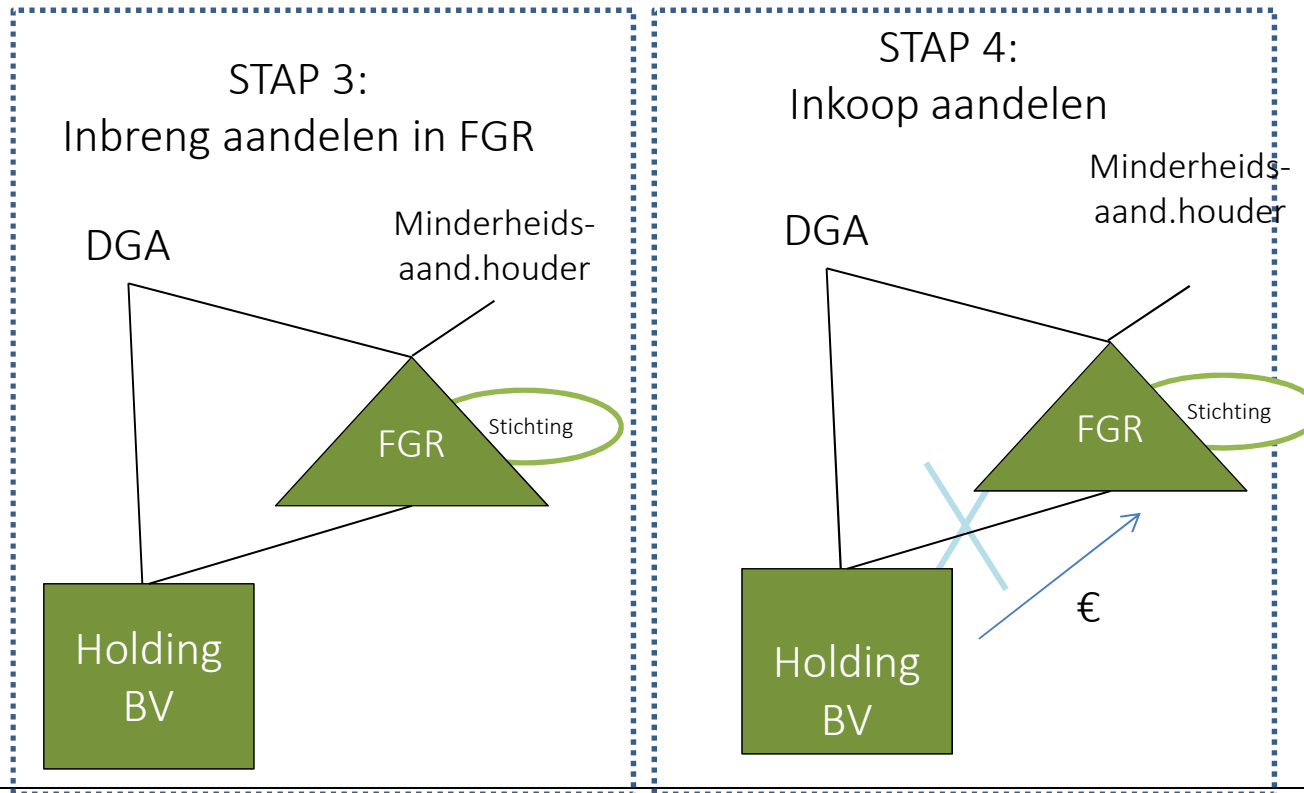 STAP 3:
Inbreng aandelen in FGR
DGA
Minderheids-
aand.houder
FGR
Stichting
Holding
BV
STAP 4:
Inkoop aandelen
Minderheids-
aand.houder
DGA
FGR
Stichting
€
Holding
BV